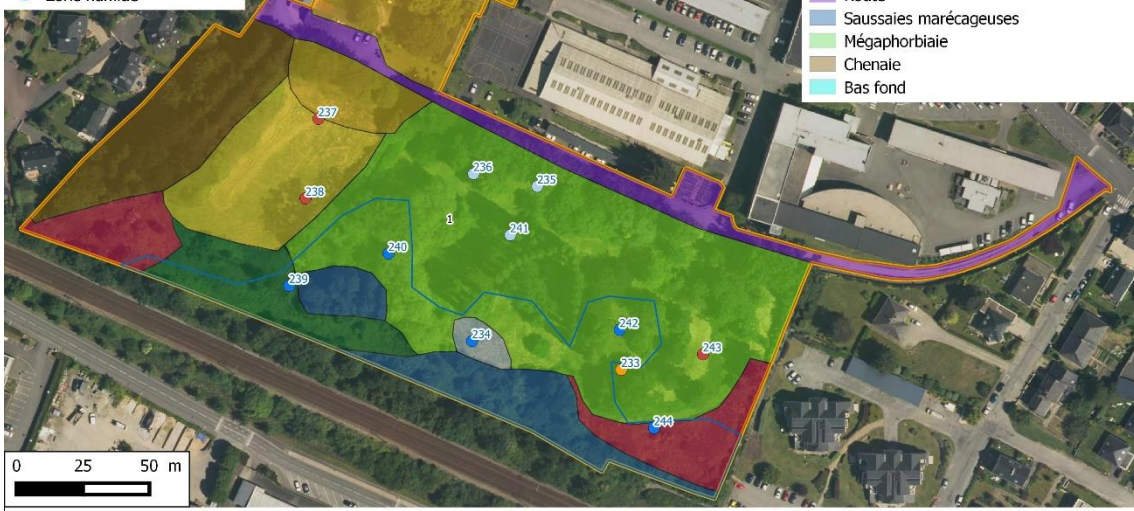 Zone humide
Route
Saussaies marécageuses
Mégaphorbiaie
Chenaie
Bas fond
237
236
235
238
1
241
240
239
242
234
243
233
244
0 25 50 m